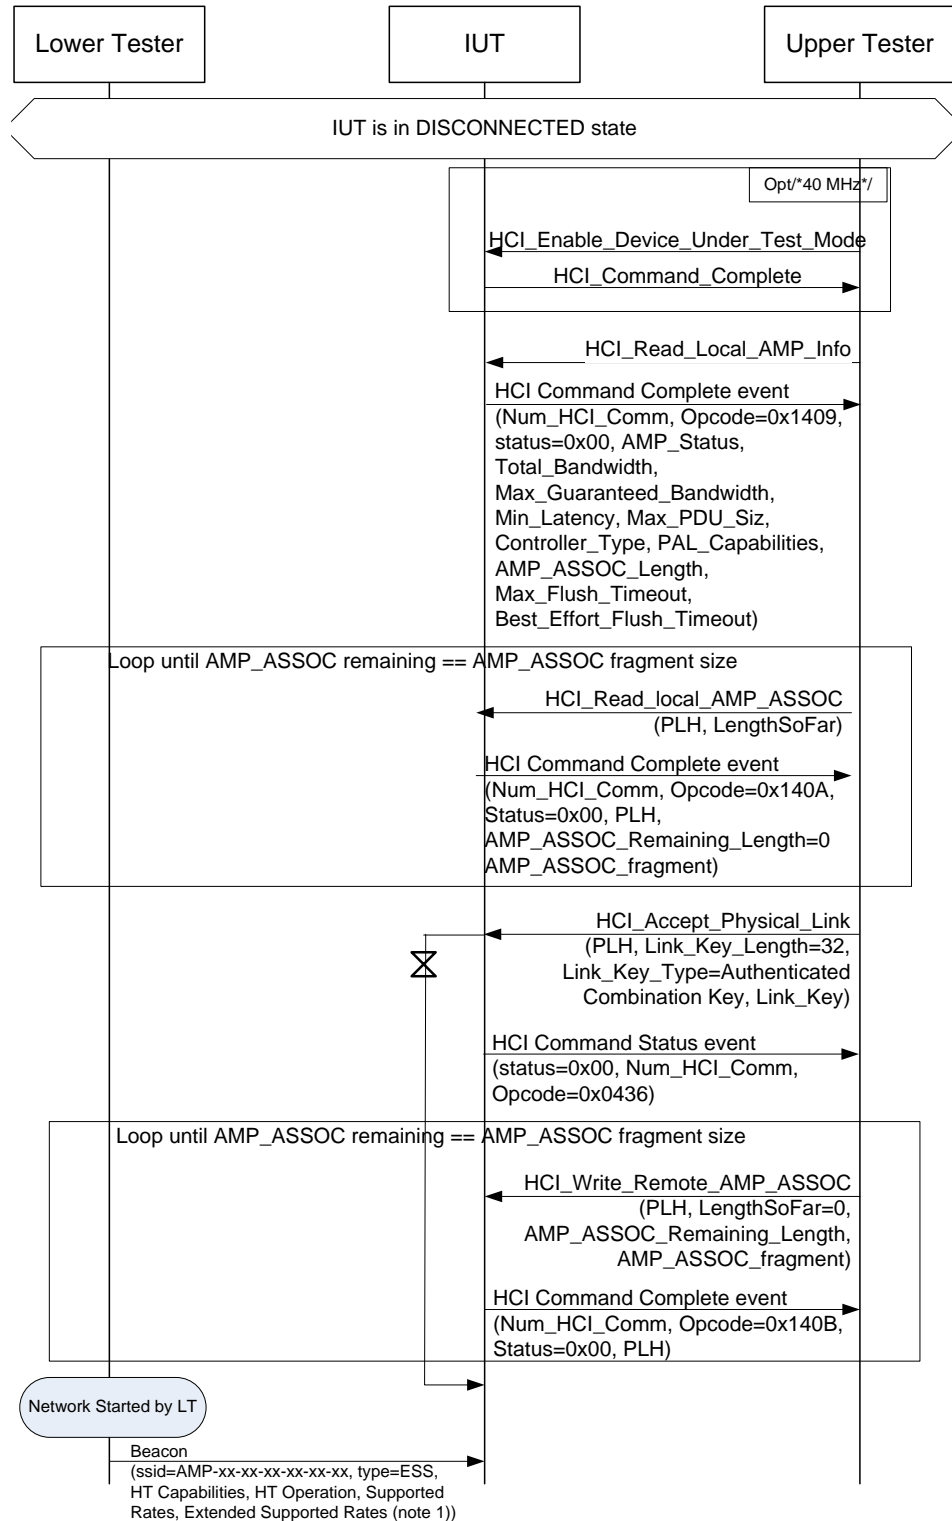 Lower Tester
IUT
Upper Tester
IUT is in DISCONNECTED state
Opt/*40 MHz*/
HCI_Enable_Device_Under_Test_Mode
HCI_Command_Complete
HCI_Read_Local_AMP_Info
HCI Command Complete event
(Num_HCI_Comm, Opcode=0x1409,
status=0x00, AMP_Status,
Total_Bandwidth,
Max_Guaranteed_Bandwidth,
Min_Latency, Max_PDU_Siz,
Controller_Type, PAL_Capabilities,
AMP_ASSOC_Length,
Max_Flush_Timeout,
Best_Effort_Flush_Timeout)
Loop until AMP_ASSOC remaining == AMP_ASSOC fragment size
HCI_Read_local_AMP_ASSOC
(PLH, LengthSoFar)
HCI Command Complete event
(Num_HCI_Comm, Opcode=0x140A,
Status=0x00, PLH,
AMP_ASSOC_Remaining_Length=0
AMP_ASSOC_fragment)
HCI_Accept_Physical_Link
(PLH, Link_Key_Length=32,
Link_Key_Type=Authenticated
Combination Key, Link_Key)
HCI Command Status event
(status=0x00, Num_HCI_Comm,
Opcode=0x0436)
Loop until AMP_ASSOC remaining == AMP_ASSOC fragment size
HCI_Write_Remote_AMP_ASSOC
(PLH, LengthSoFar=0,
AMP_ASSOC_Remaining_Length,
AMP_ASSOC_fragment)
HCI Command Complete event
(Num_HCI_Comm, Opcode=0x140B,
Status=0x00, PLH)
Network Started by LT
Beacon
(ssid=AMP-xx-xx-xx-xx-xx-xx, type=ESS,
HT Capabilities, HT Operation, Supported
Rates, Extended Supported Rates (note 1))